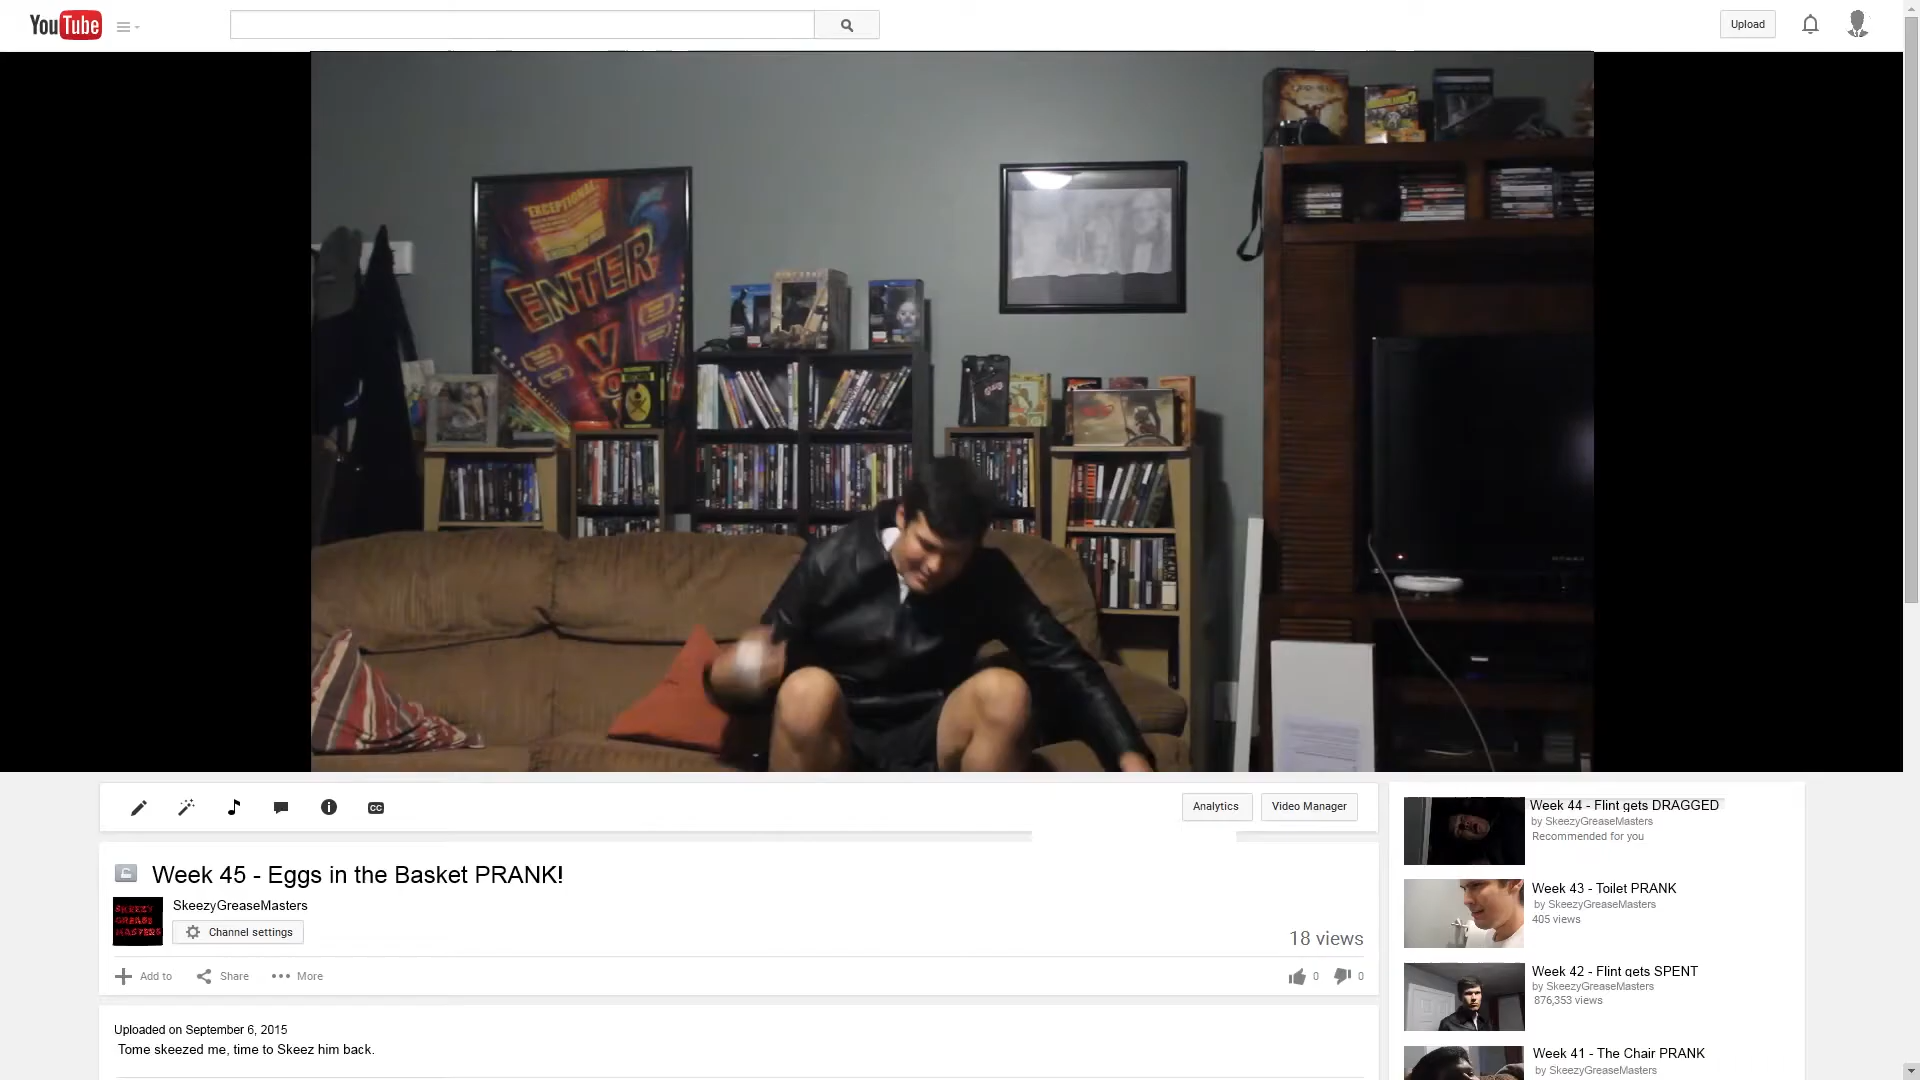 YouTube
Upload
"EXCEPTIONAL.
ENTER
Analytics
Video Manager
Week 45 - Eggs in the Basket PRANK!
SKEEZY
GREASE
MASTERS
SkeezyGreaseMasters
Channel settings
18 views
Add to
Share
More
0
0
Uploaded on September 6, 2015
Tome skeezed me, time to Skeez him back.
Week 44 - Flint gets DRAGGED
by SkeezyGreaseMasters
Recommended for you
Week 43 - Toilet PRANK
by SkeezyGreaseMasters
405 views
Week 42 - Flint gets SPENT
by SkeezyGreaseMasters
876,353 views
Week 41 - The Chair PRANK
by SkeezyGreaseMasters